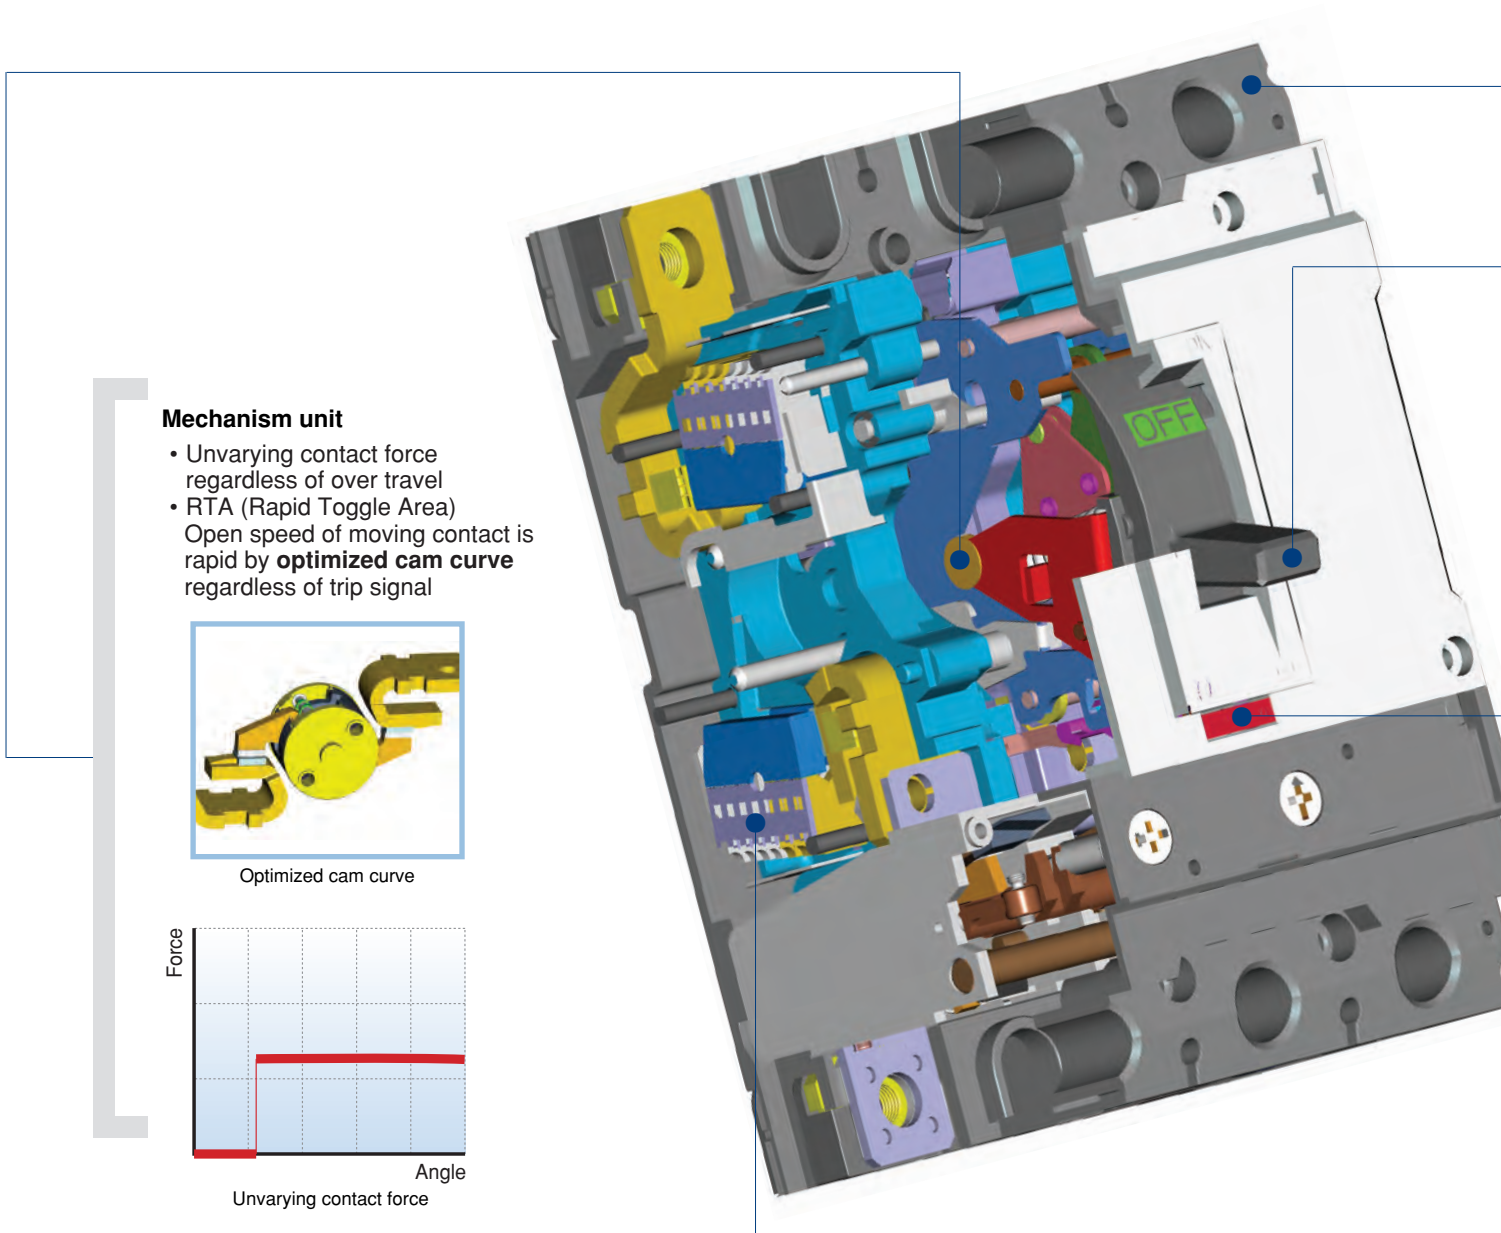 OFF
Mechanism unit
• Unvarying contact force
regardless of over travel
• RTA (Rapid Toggle Area)
Open speed of moving contact is
rapid by optimized cam curve
regardless of trip signal
Optimized cam curve
Force
Angle
Unvarying contact force